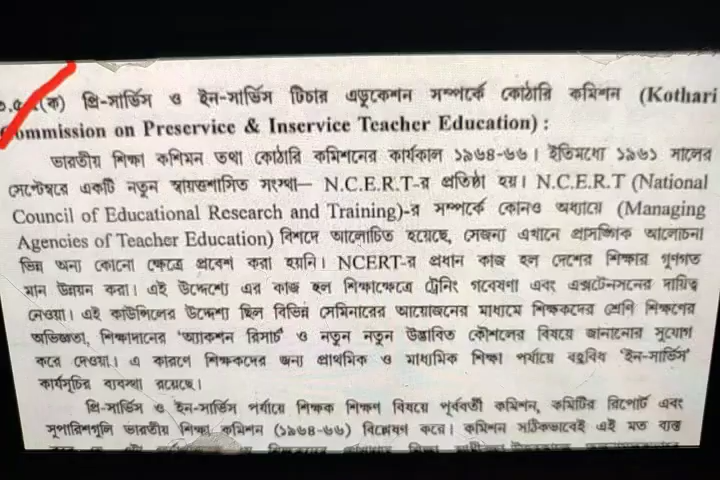 (ক) প্রি-সার্ভিস ও ইন-সার্ভিস টিচার এডুকেশন সম্পর্কে কোঠারি কমিশন (Kothari
Commission on Preservice & Inservice Teacher Education) :
ভারতীয় শিক্ষা কমিশন তথা কোঠারি কমিশনের কার্যকাল ১৯৬৪-৬৬। ইতিমধ্যে ১৯৬১ সালের
সেপ্টেম্বরে একটি নতুন স্বায়ত্তশাসিত সংস্থা— N.C.E.R.T-র প্রতিষ্ঠা হয়। N.C.E.R.T (National
Council of Educational Research and Training)-র সম্পর্কে কোনও অধ্যায়ে (Managing
Agencies of Teacher Education) বিশদে আলোচিত হয়েছে, সেজন্য এখানে প্রাসঙ্গিক আলোচনা
ভিন্ন অন্য কোনো ক্ষেত্রে প্রবেশ করা হয়নি। NCERT-র প্রধান কাজ হল দেশের শিক্ষার গুণগত
মান উন্নয়ন করা। এই উদ্দেশ্যে এর কাজ হল শিক্ষাক্ষেত্রে ট্রেনিং গবেষণা এবং এক্সটেনসনের দায়িত্ব
নেওয়া। এই কাউন্সিলের উদ্দেশ্য ছিল বিভিন্ন সেমিনারের আয়োজনের মাধ্যমে শিক্ষকদের শ্রেণি শিক্ষণের
অভিজ্ঞতা, শিক্ষাদানের 'অ্যাকশন রিসার্চ' ও নতুন নতুন উদ্ভাবিত কৌশলের বিষয়ে জানানোর সুযোগ
করে দেওয়া। এ কারণে শিক্ষকদের জন্য প্রাথমিক ও মাধ্যমিক শিক্ষা পর্যায়ে বহুবিধ 'ইন-সার্ভিস'
কার্যসূচির ব্যবস্থা রয়েছে।
প্রি-সার্ভিস ও ইন-সার্ভিস পর্যায়ে শিক্ষক শিক্ষণ বিষয়ে পূর্ববর্তী কমিশন, কমিটির রিপোর্ট এবং
সুপারিশগুলি ভারতীয় শিক্ষা কমিশন (১৯৬৪-৬৬) বিশ্লেষণ করে। কমিশন সঠিকভাবেই এই মত ব্যক্ত